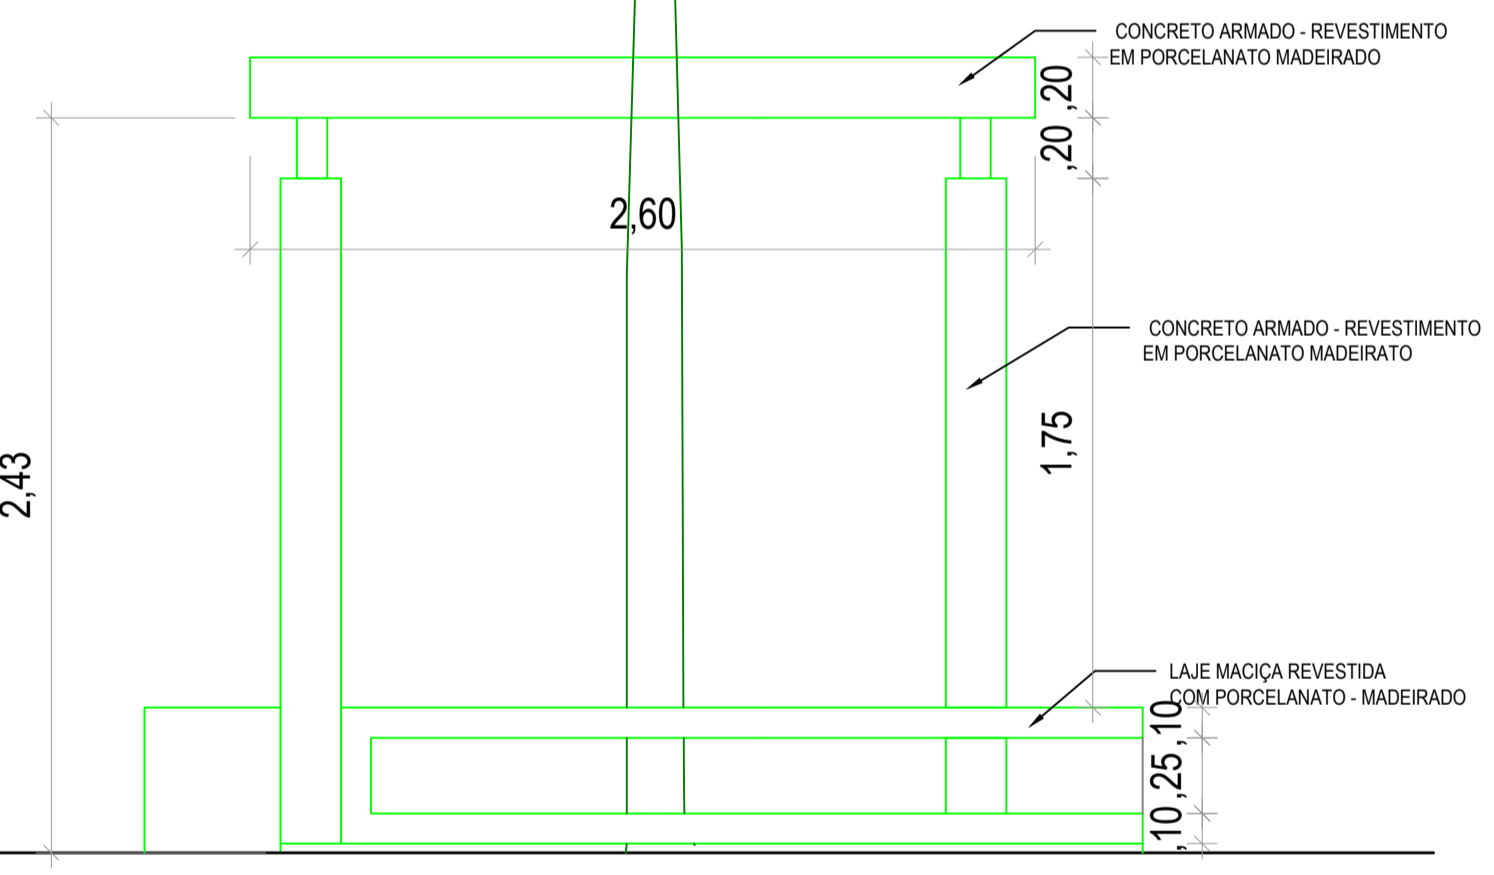 CONCRETO ARMADO - REVESTIMENTO
EM PORCELANATO MADEIRADO
,20
,20
2,60
CONCRETO ARMADO - REVESTIMENTO
EM PORCELANATO MADEIRATO
1,75
2,43
LAJE MACIÇA REVESTIDA
COM PORCELANATO - MADEIRADO
,10
,25
,10